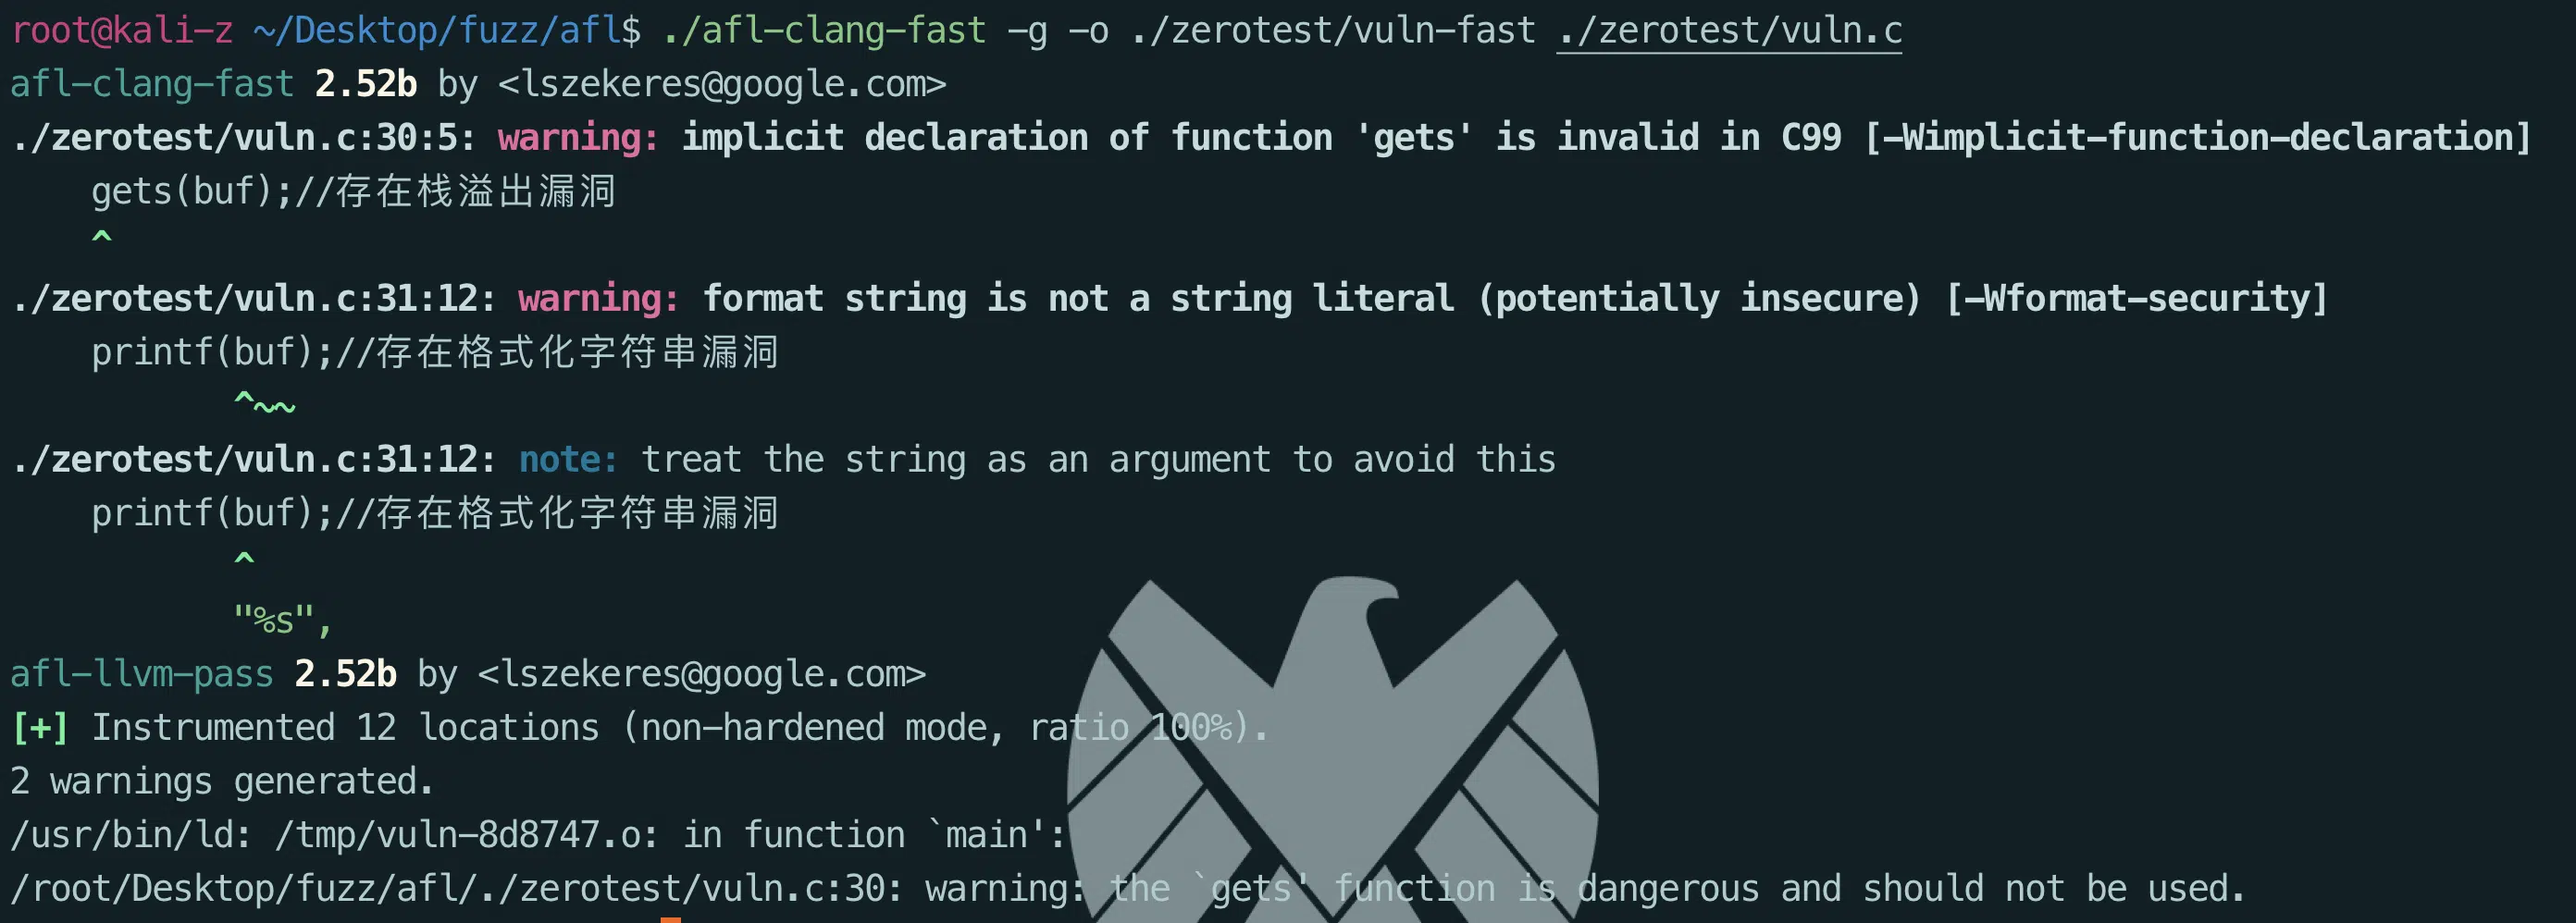 root@kali-z ~/Desktop/fuzz/afl$ ./afl-clang-fast -g -o ./zerotest/vuln-fast ./zerotest/vuln.c
afl-clang-fast 2.52b by <lszekeres@google.com>
./zerotest/vuln.c:30:5: warning: implicit declaration of function 'gets' is invalid in C99 [-Wimplicit-function-declaration]
    gets(buf);//存在栈溢出漏洞
    ^
./zerotest/vuln.c:31:12: warning: format string is not a string literal (potentially insecure) [-Wformat-security]
    printf(buf);//存在格式化字符串漏洞
           ^~~
./zerotest/vuln.c:31:12: note: treat the string as an argument to avoid this
    printf(buf);//存在格式化字符串漏洞
           ^
           "%s",
afl-llvm-pass 2.52b by <lszekeres@google.com>
[+] Instrumented 12 locations (non-hardened mode, ratio 100%).
2 warnings generated.
/usr/bin/ld: /tmp/vuln-8d8747.o: in function `main':
/root/Desktop/fuzz/afl/./zerotest/vuln.c:30: warning: the `gets' function is dangerous and should not be used.